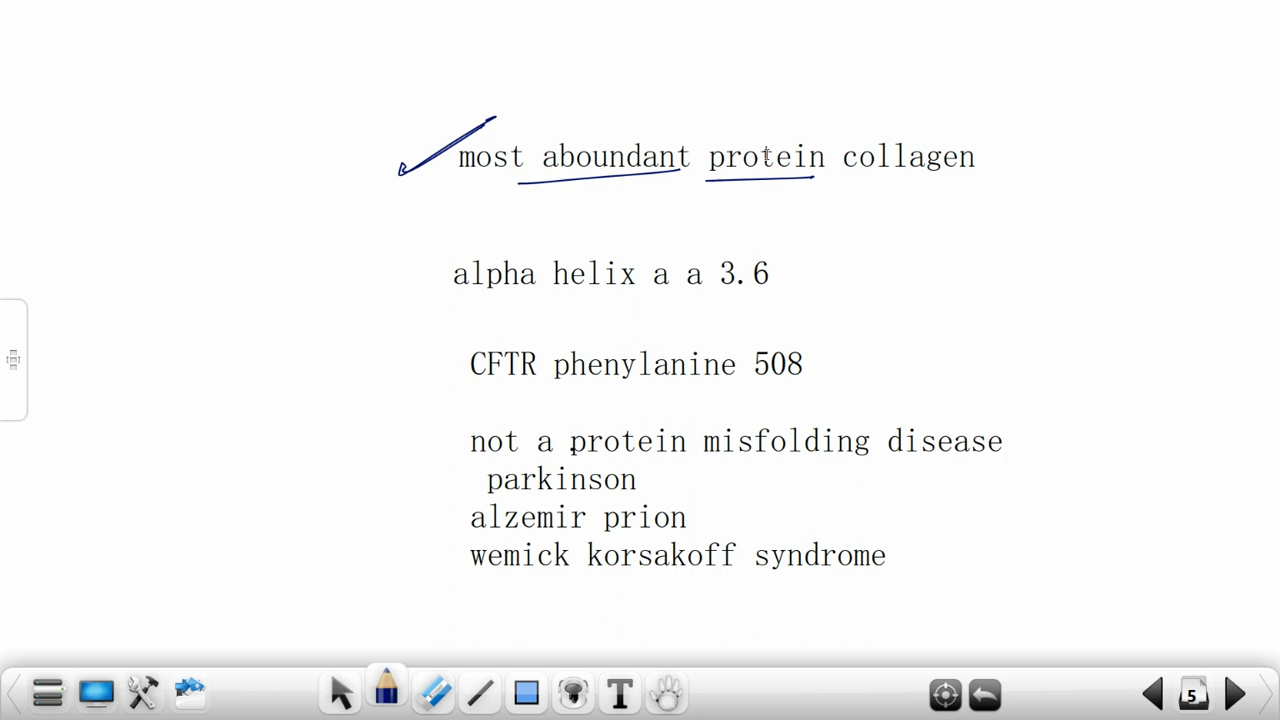 most aboundant protein collagen
alpha helix a a 3.6
CFTR phenylanine 508
not a protein misfolding disease
parkinson
alzemir prion
wemick korsakoff syndrome
T
5